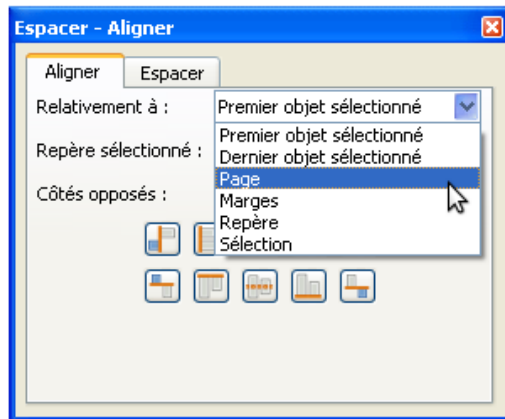 Espacer - Aligner
Aligner Espacer
Relativement à : Premier objet sélectionné
Premier objet sélectionné
Repère sélectionné : Dernier objet sélectionné
Page
Côtés opposés : Marges
Repère
Sélection